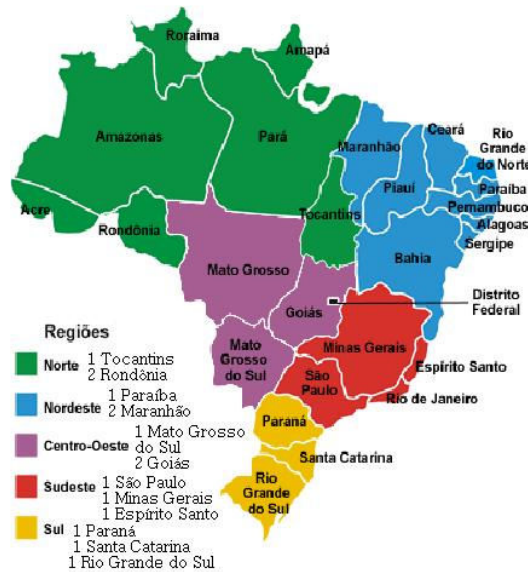 Roraima
Amapá
Amazonas
Pará
Maranhão
Ceará
Rio
Grande
do Norte
Piauí
Paraíba
Pernambuco
Alagoas
Sergipe
Acre
Rondônia
Tocantins
Bahia
Mato Grosso
Goiás
Distrito
Federal
Mato
Grosso
do Sul
Minas Gerais
Espírito Santo
São
Paulo
Rio de Janeiro
Paraná
Santa Catarina
Rio
Grande
do Sul
Regiões
Norte 1 Tocantins
2 Rondônia
Nordeste 1 Paraíba
2 Maranhão
Centro-Oeste 1 Mato Grosso
do Sul
2 Goiás
Sudeste 1 São Paulo
1 Minas Gerais
1 Espírito Santo
Sul 1 Paraná
1 Santa Catarina
1 Rio Grande do Sul